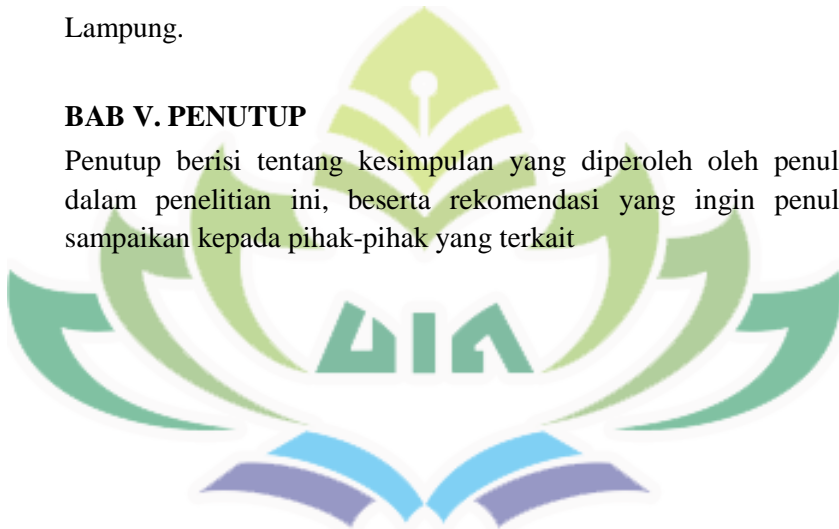 Lampung.
BAB V. PENUTUP
Penutup berisi tentang kesimpulan yang diperoleh oleh penul
dalam penelitian ini, beserta rekomendasi yang ingin penul
sampaikan kepada pihak-pihak yang terkait
UIN